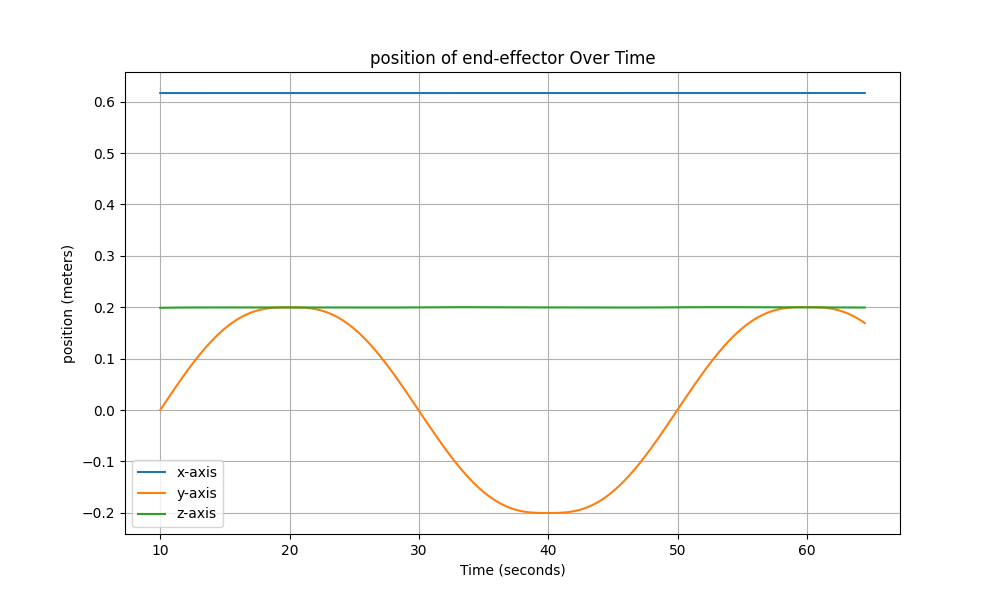 position of end-effector Over Time
position (meters)
0.6
0.5
0.4
0.3
0.2
0.1
0.0
−0.1
−0.2
x-axis
y-axis
z-axis
10 20 30 40 50 60
Time (seconds)